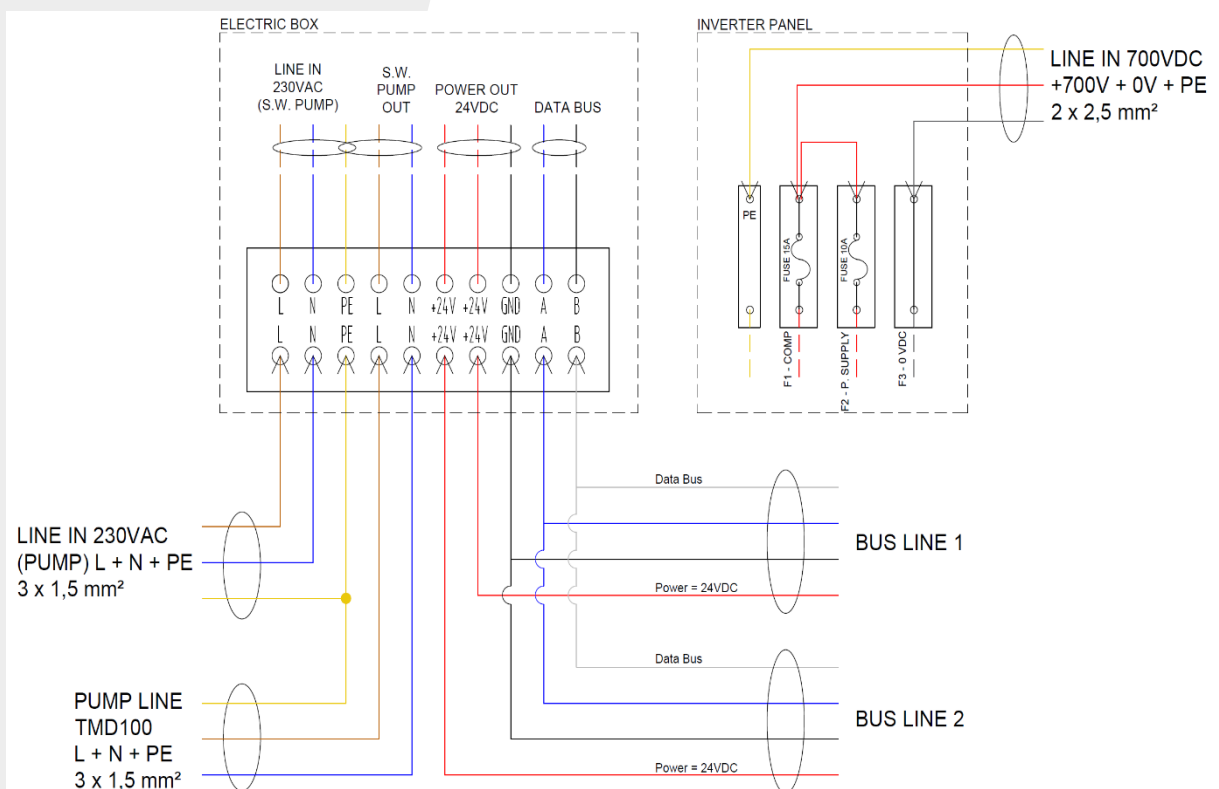 ELECTRIC BOX
LINE IN
230VAC
(S.W. PUMP)
S.W.
PUMP
OUT
POWER OUT
24VDC
DATA BUS
L N PE L N +24V +24V GND A B
L N PE L N +24V +24V GND A B
INVERTER PANEL
LINE IN 700VDC
+700V + 0V + PE
2 x 2,5 mm²
PE
FUSE 15A
FUSE 10A
F1 - COMP
F2 - P. SUPPLY
F3 - 0 VDC
LINE IN 230VAC
(PUMP) L + N + PE
3 x 1,5 mm²
PUMP LINE
TMD100
L + N + PE
3 x 1,5 mm²
Data Bus
BUS LINE 1
Power = 24VDC
Data Bus
BUS LINE 2
Power = 24VDC